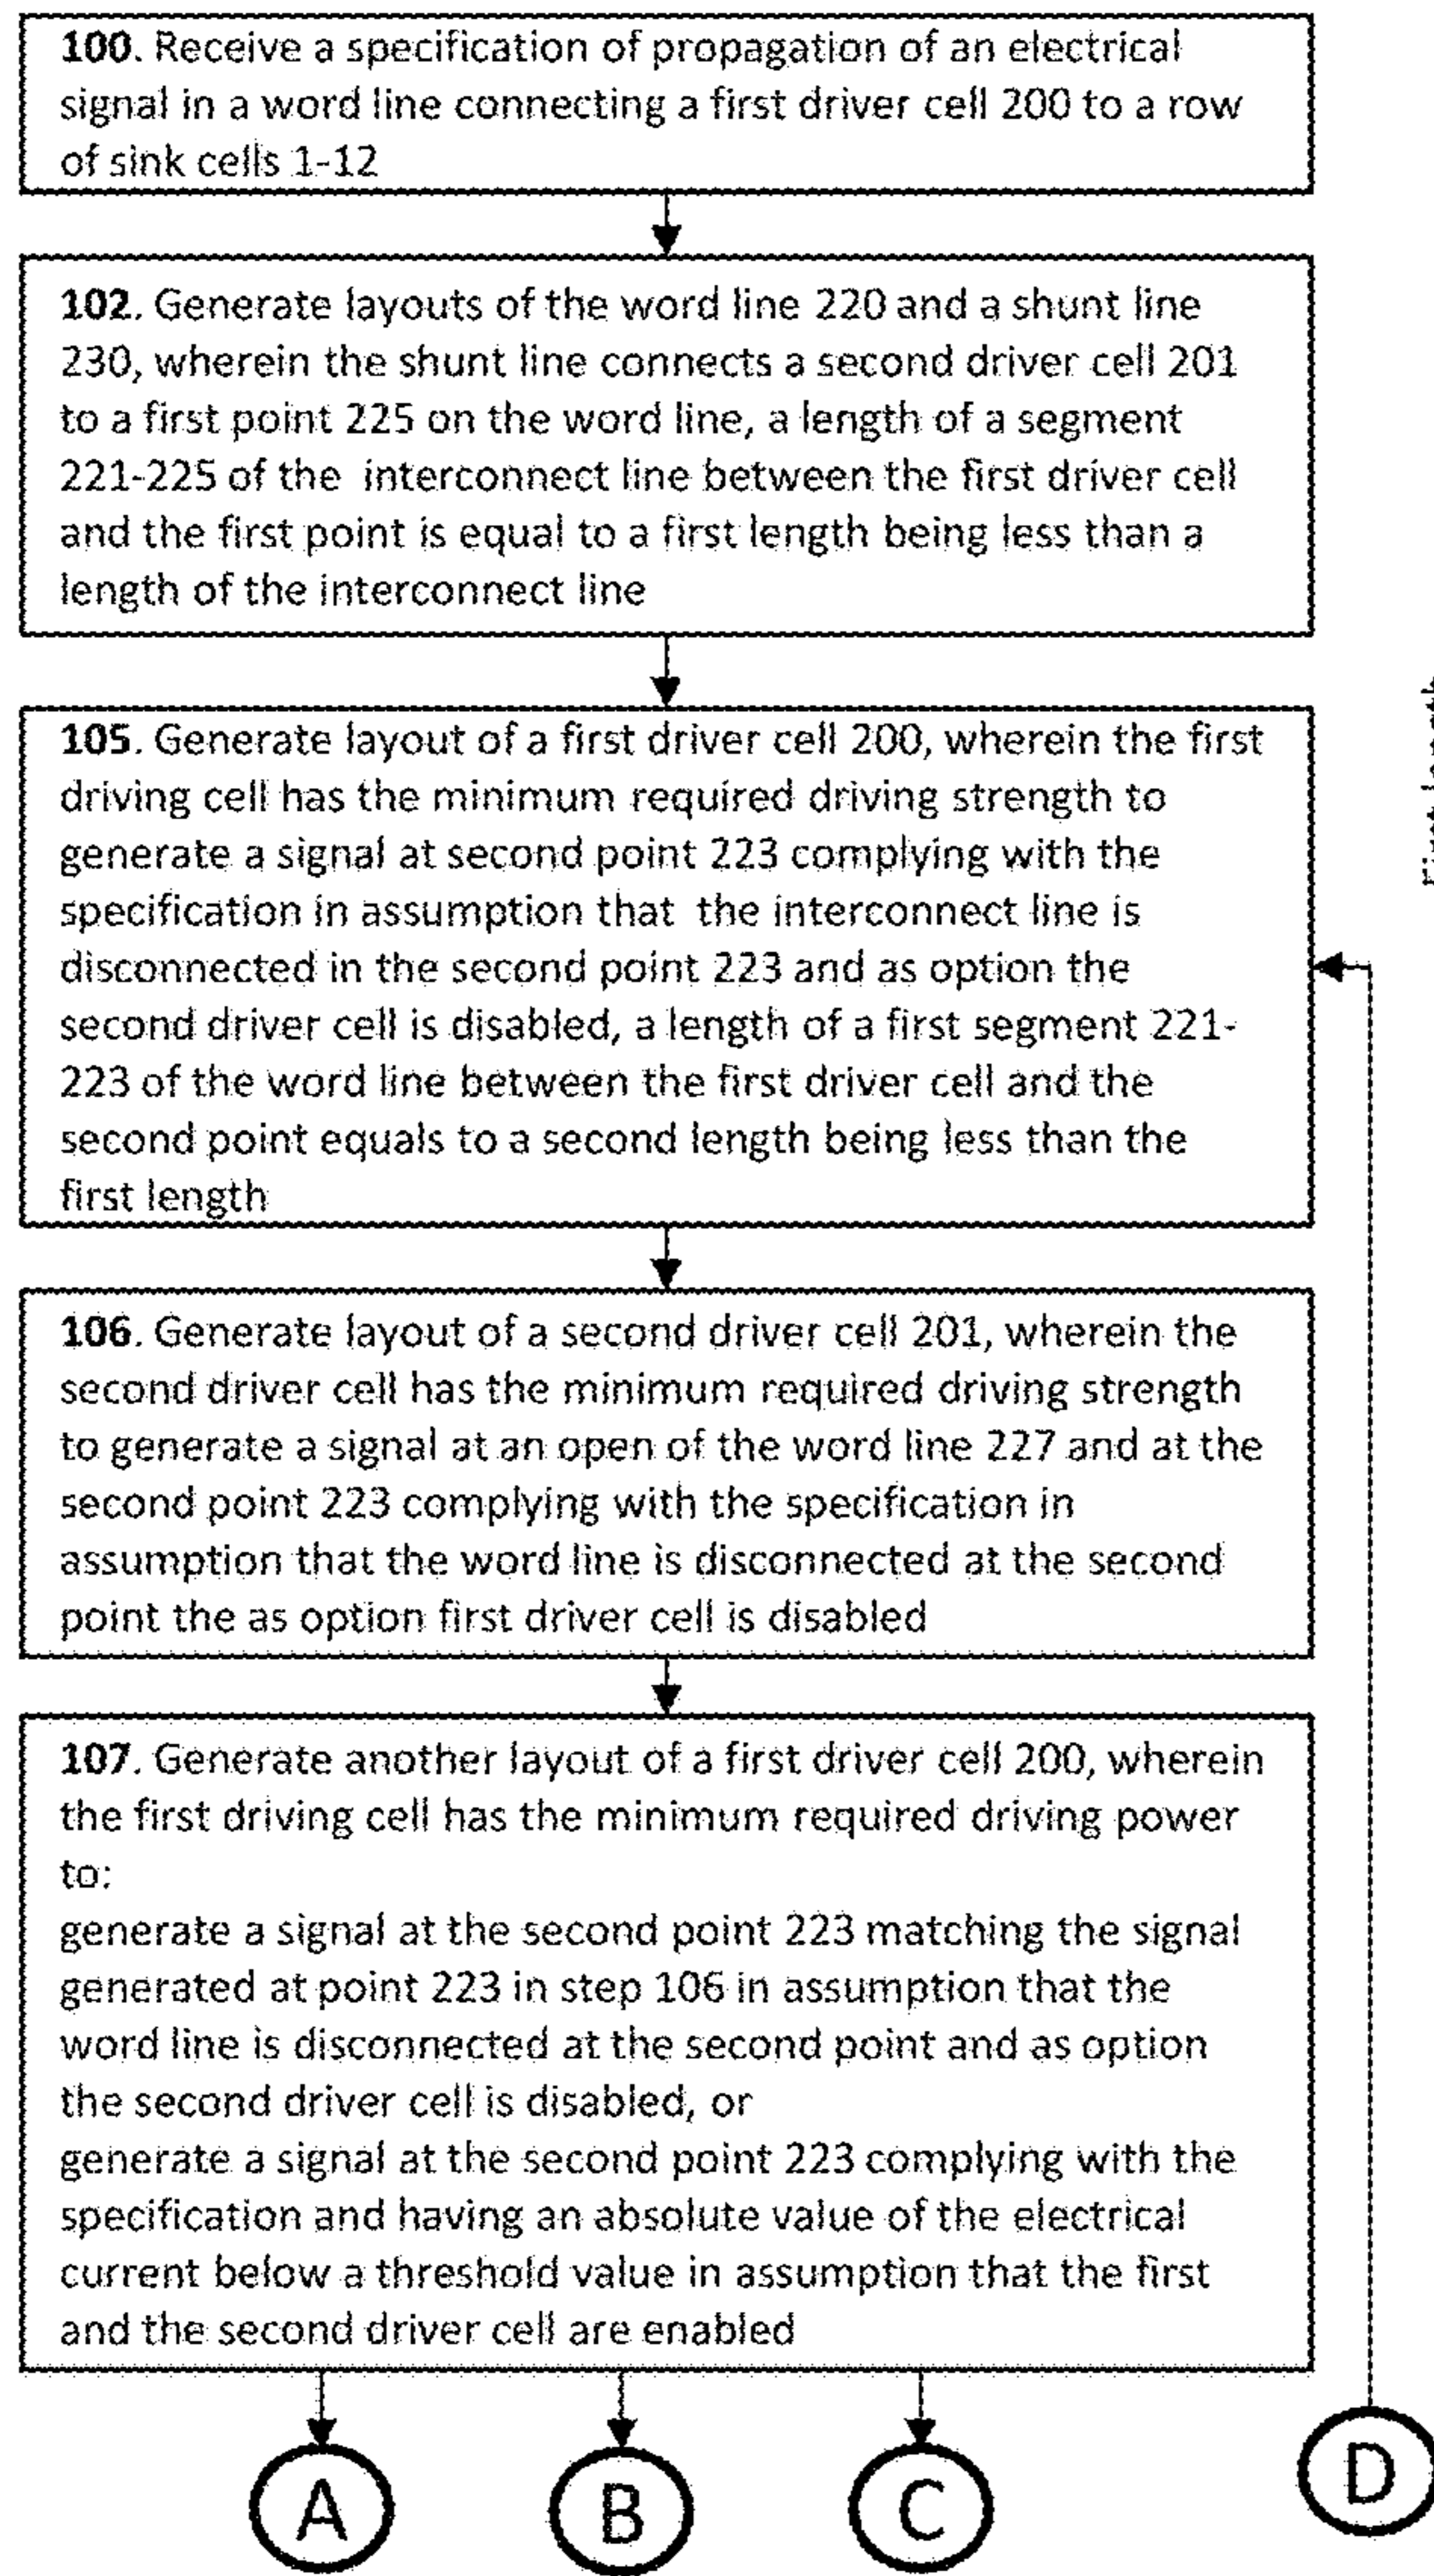 100. Receive a specification of propagation of an electrical
signal in a word line connecting a first driver cell 200 to a row
of sink cells 1-12
102. Generate layouts of the word line 220 and a shunt line
230, wherein the shunt line connects a second driver cell 201
to a first point 225 on the word line, a length of a segment
221-225 of the interconnect line between the first driver cell
and the first point is equal to a first length being less than a
length of the interconnect line
105. Generate layout of a first driver cell 200, wherein the first
driving cell has the minimum required driving strength to
generate a signal at second point 223 complying with the
specification in assumption that the interconnect line is
disconnected in the second point 223 and as option the
second driver cell is disabled, a length of a first segment 221-
223 of the word line between the first driver cell and the
second point equals to a second length being less than the
first length
106. Generate layout of a second driver cell 201, wherein the
second driver cell has the minimum required driving strength
to generate a signal at an open of the word line 227 and at the
second point 223 complying with the specification in
assumption that the word line is disconnected at the second
point the as option first driver cell is disabled
107. Generate another layout of a first driver cell 200, wherein
the first driving cell has the minimum required driving power
to:
generate a signal at the second point 223 matching the signal
generated at point 223 in step 106 in assumption that the
word line is disconnected at the second point and as option
the second driver cell is disabled, or
generate a signal at the second point 223 complying with the
specification and having an absolute value of the electrical
current below a threshold value in assumption that the first
and the second driver cell are enabled
A B C D